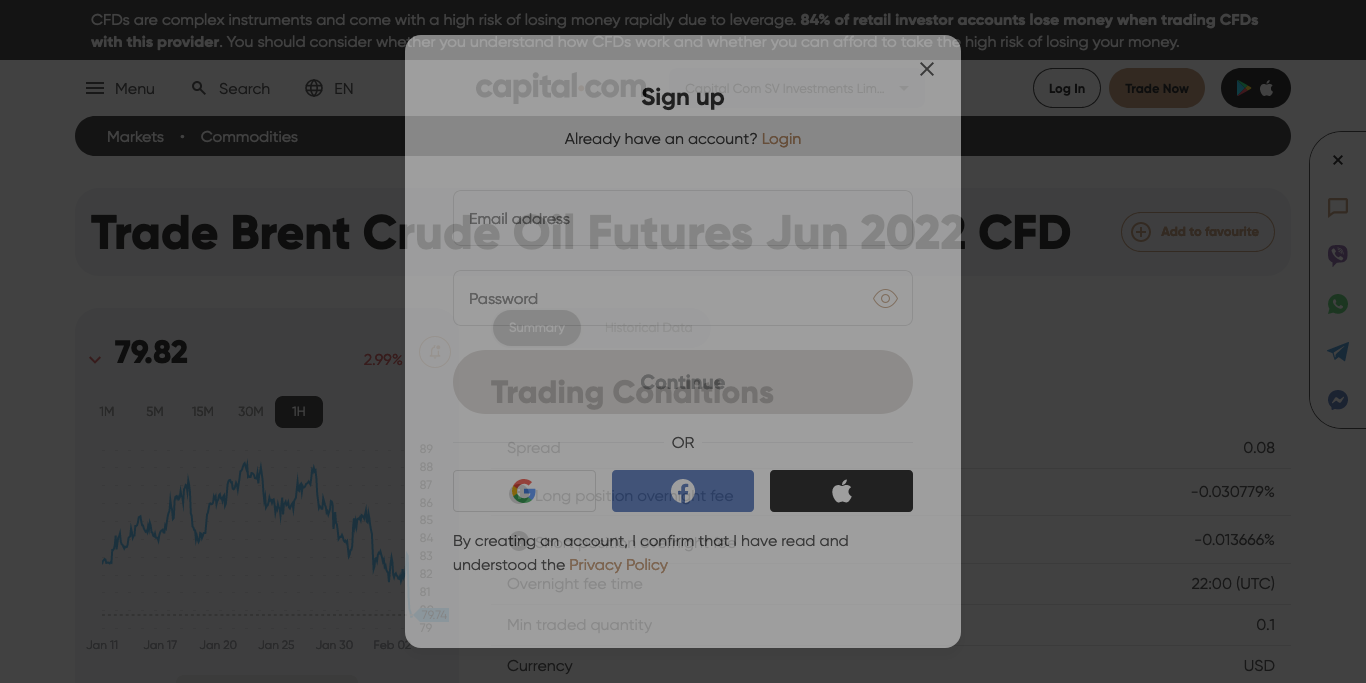 CFDs are complex instruments and come with a high risk of losing money rapidly due to leverage. 84% of retail investor accounts lose money when trading CFDs
with this provider. You should consider whether you understand how CFDs work and whether you can afford to take the high risk of losing your money.
Menu
Search
EN
capital.com
Capital Com SV Investments Lim...
Log In
Trade Now
Markets
Commodities
Sign up
Already have an account? Login
Email address
Password
Continue
OR
By creating an account, I confirm that I have read and
understood the Privacy Policy
Trade Brent Crude Oil Futures Jun 2022 CFD
Add to favourite
79.82
2.99%
1M 5M 15M 30M 1H
89
88
87
86
85
84
83
82
81
79.74
79
Jan 11 Jan 17 Jan 20 Jan 25 Jan 30 Feb 02
Summary
Historical Data
Trading Conditions
Spread 0.08
Long position overnight fee -0.030779%
Short position overnight fee -0.013666%
Overnight fee time 22:00 (UTC)
Min traded quantity 0.1
Currency USD